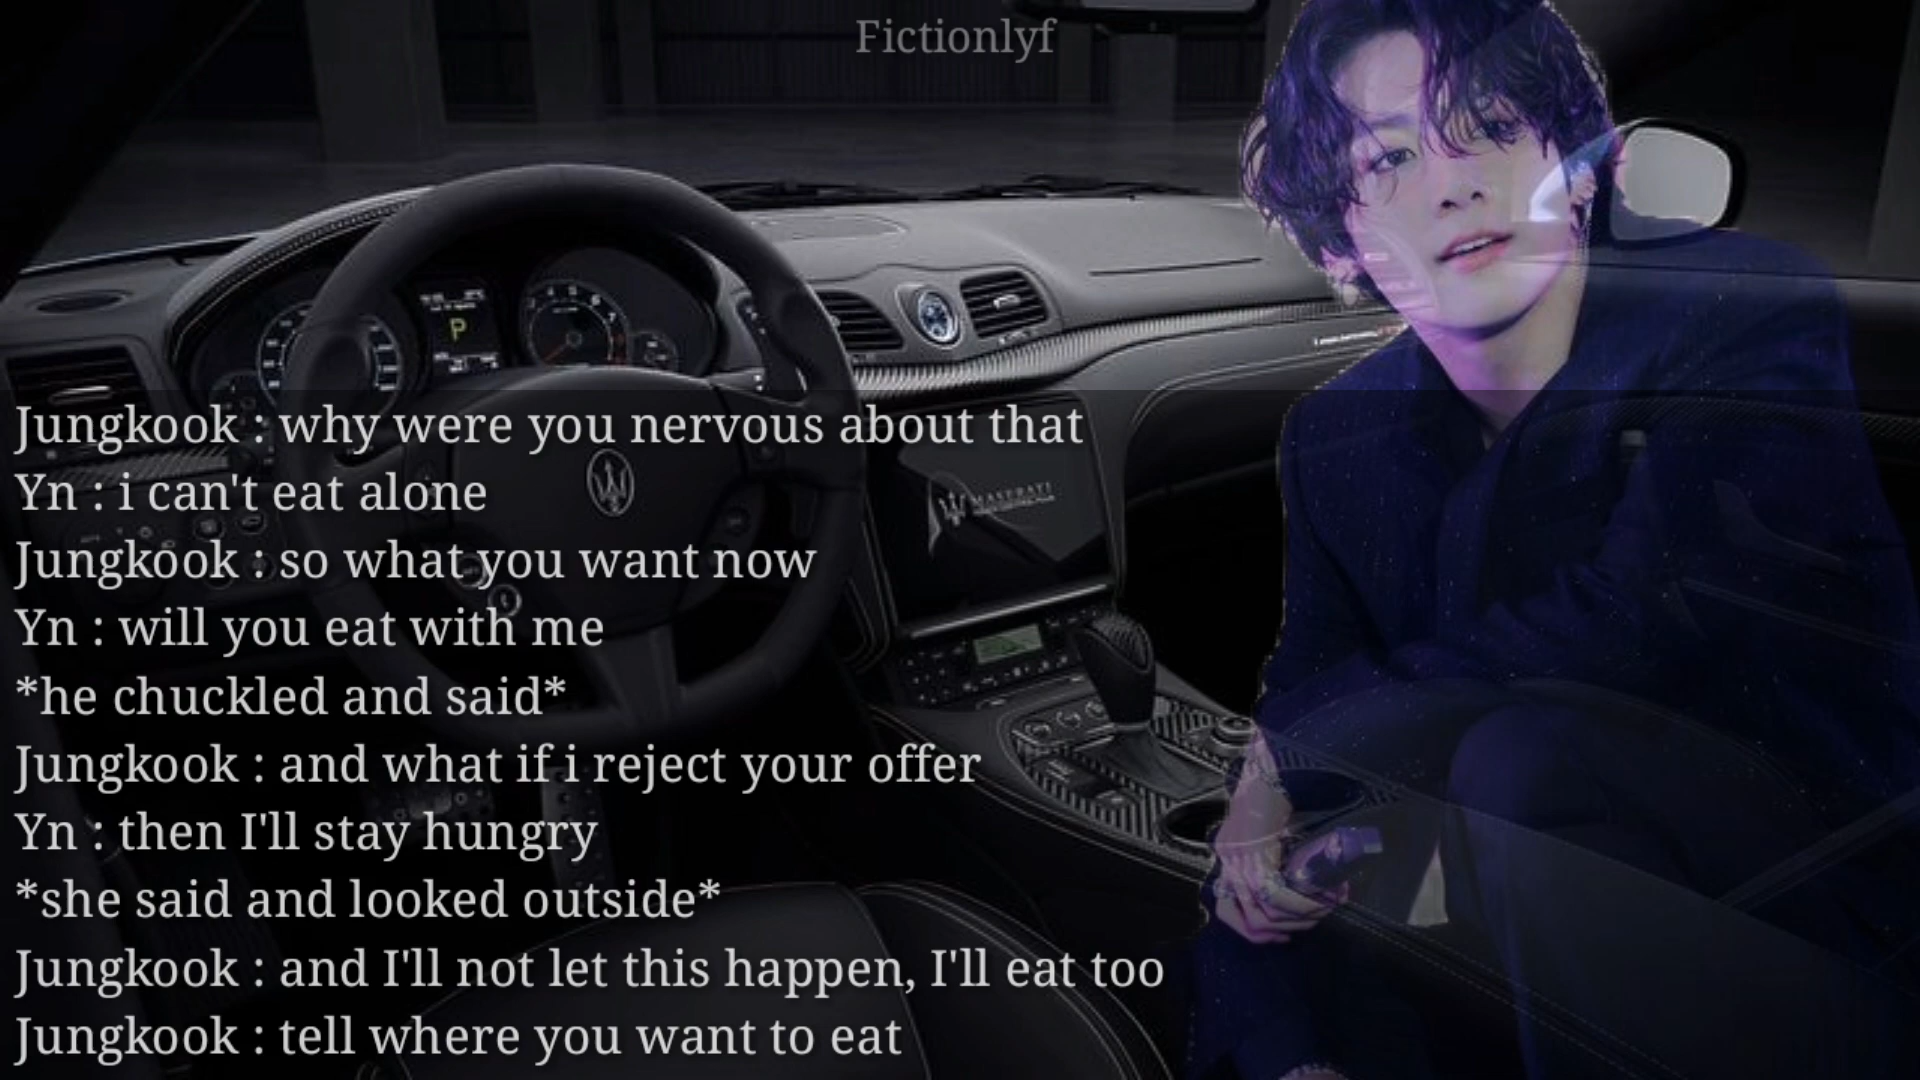 Fictionlyf
P
MASERATI
Jungkook : why were you nervous about that
Yn : i can't eat alone
Jungkook : so what you want now
Yn : will you eat with me
*he chuckled and said*
Jungkook : and what if i reject your offer
Yn : then I'll stay hungry
*she said and looked outside*
Jungkook : and I'll not let this happen, I'll eat too
Jungkook : tell where you want to eat